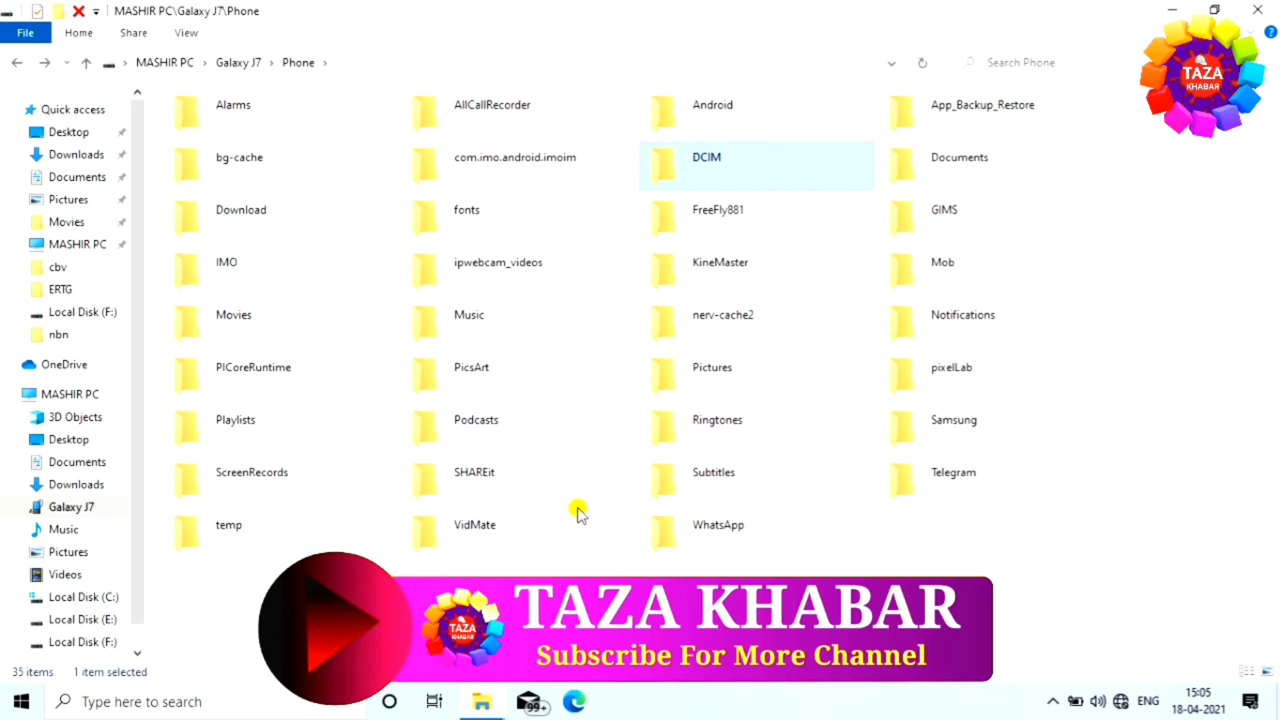 MASHIR PC\Galaxy J7\Phone
File Home Share View
MASHIR PC Galaxy J7 Phone
Search Phone
TAZA
KHABAR
Quick access
Desktop
Downloads
Documents
Pictures
Movies
MASHIR PC
cbv
ERTG
Local Disk (F:)
nbn
OneDrive
MASHIR PC
3D Objects
Desktop
Documents
Downloads
Galaxy J7
Music
Pictures
Videos
Local Disk (C:)
Local Disk (E:)
Local Disk (F:)
Alarms AllCallRecorder Android App_Backup_Restore
bg-cache com.imo.android.imoim DCIM Documents
Download fonts FreeFly881 GIMS
IMO ipwebcam_videos KineMaster Mob
Movies Music nerv-cache2 Notifications
PICoreRuntime PicsArt Pictures pixelLab
Playlists Podcasts Ringtones Samsung
ScreenRecords SHAREit Subtitles Telegram
temp VidMate WhatsApp
TAZA
KHABAR
TAZA KHABAR
Subscribe For More Channel
35 items 1 item selected
Type here to search
99+
ENG
15:05
18-04-2021